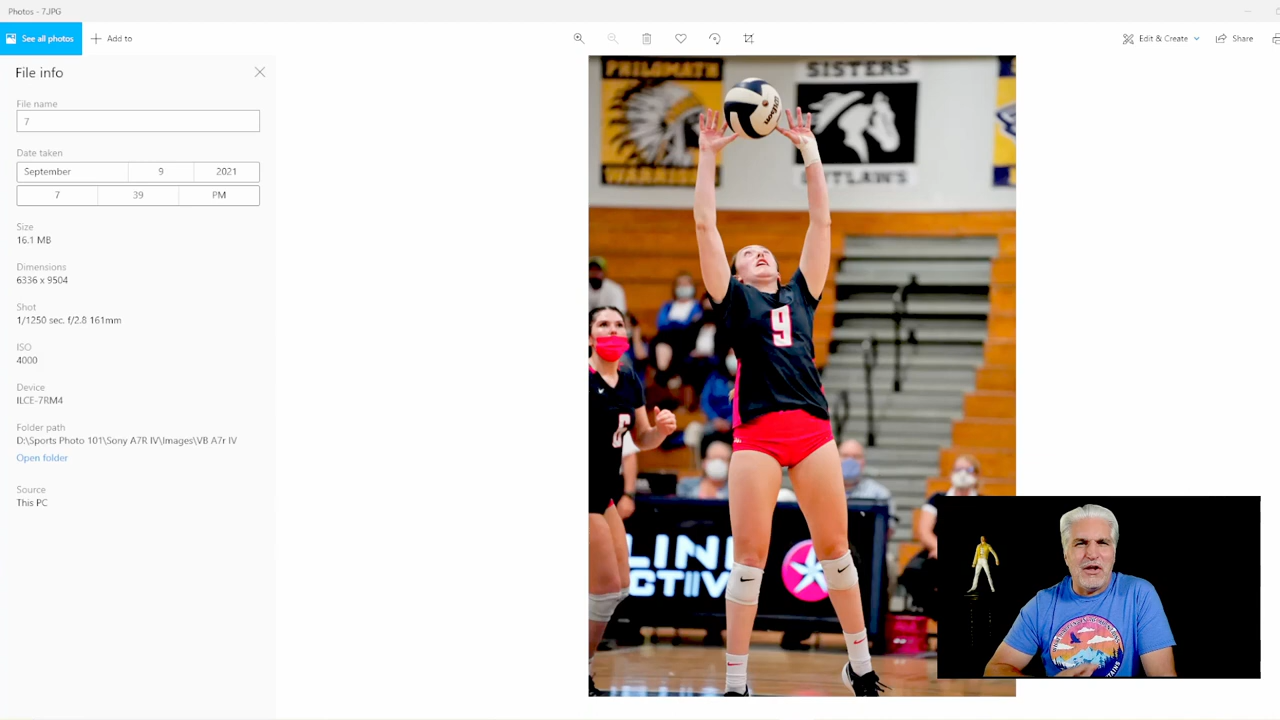 Photos - 7.JPG
See all photos
Add to
Edit & Create
Share
File info
File name
7
Date taken
September 9 2021
7 39 PM
Size
16.1 MB
Dimensions
6336 x 9504
Shot
1/1250 sec. f/2.8 161mm
ISO
4000
Device
ILCE-7RM4
Folder path
D:\Sports Photo 101\Sony A7R IV\Images\VB A7r IV
Open folder
Source
This PC
PHILOMATH
WARRIORS
SISTERS
OUTLAWS
Wilson
9
6